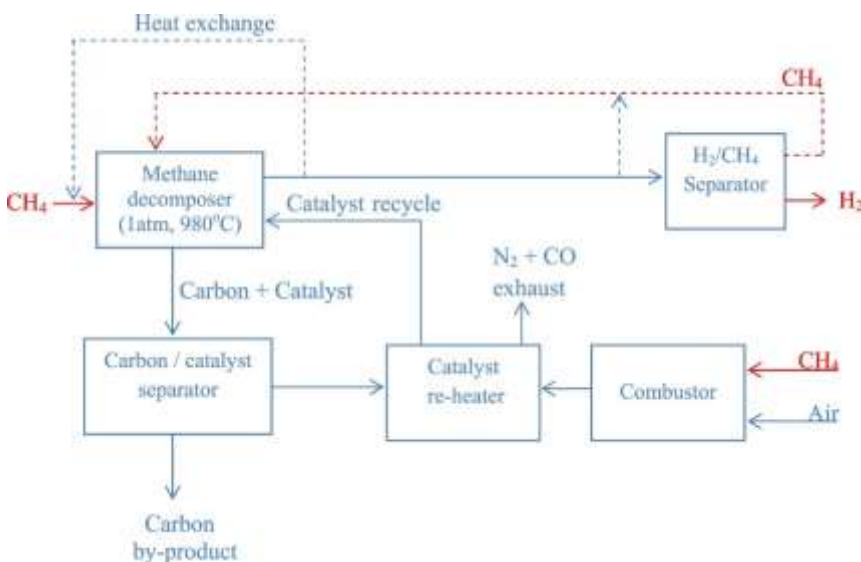 Heat exchange
CH₄
Methane
decomposer
(1atm, 980°C)
H₂/CH₄
Separator
CH₄
H₂
Catalyst recycle
N₂ + CO
exhaust
Carbon + Catalyst
Carbon / catalyst
separator
Catalyst
re-heater
Combustor
CH₄
Air
Carbon
by-product